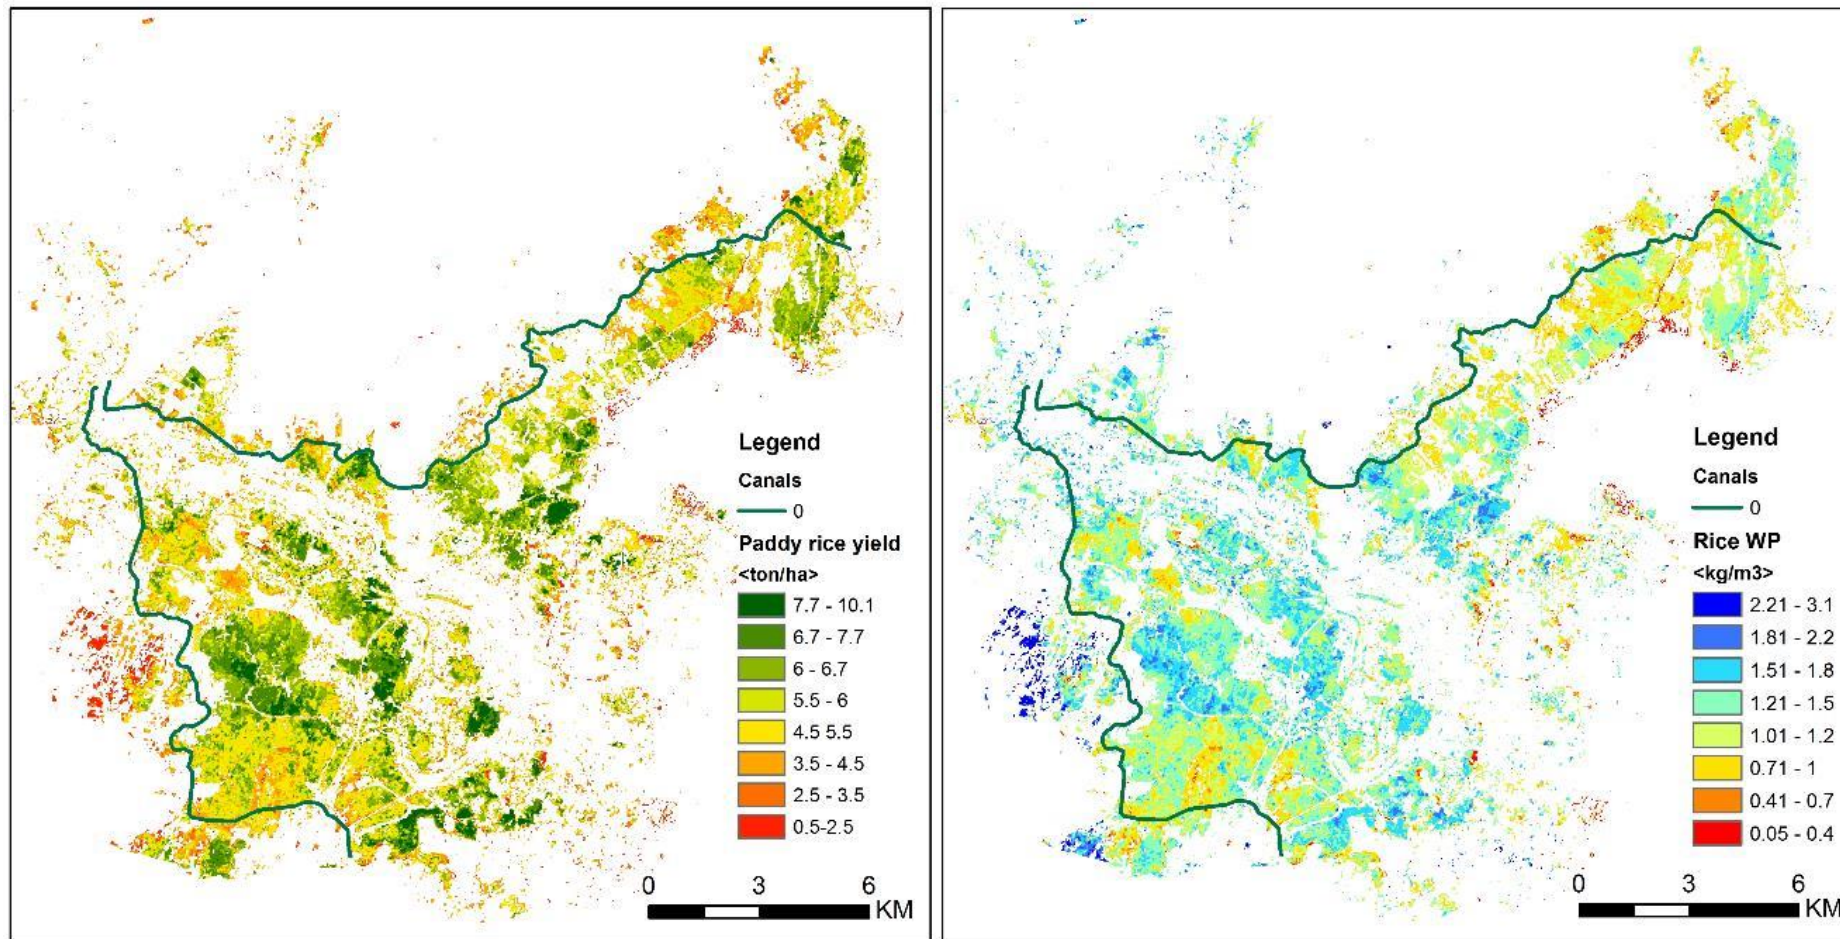 Legend
Canals
0
Paddy rice yield
<ton/ha>
7.7 - 10.1
6.7 - 7.7
6 - 6.7
5.5 - 6
4.5 5.5
3.5 - 4.5
2.5 - 3.5
0.5-2.5
0 3 6
KM
Legend
Canals
0
Rice WP
<kg/m3>
2.21 - 3.1
1.81 - 2.2
1.51 - 1.8
1.21 - 1.5
1.01 - 1.2
0.71 - 1
0.41 - 0.7
0.05 - 0.4
0 3 6
KM